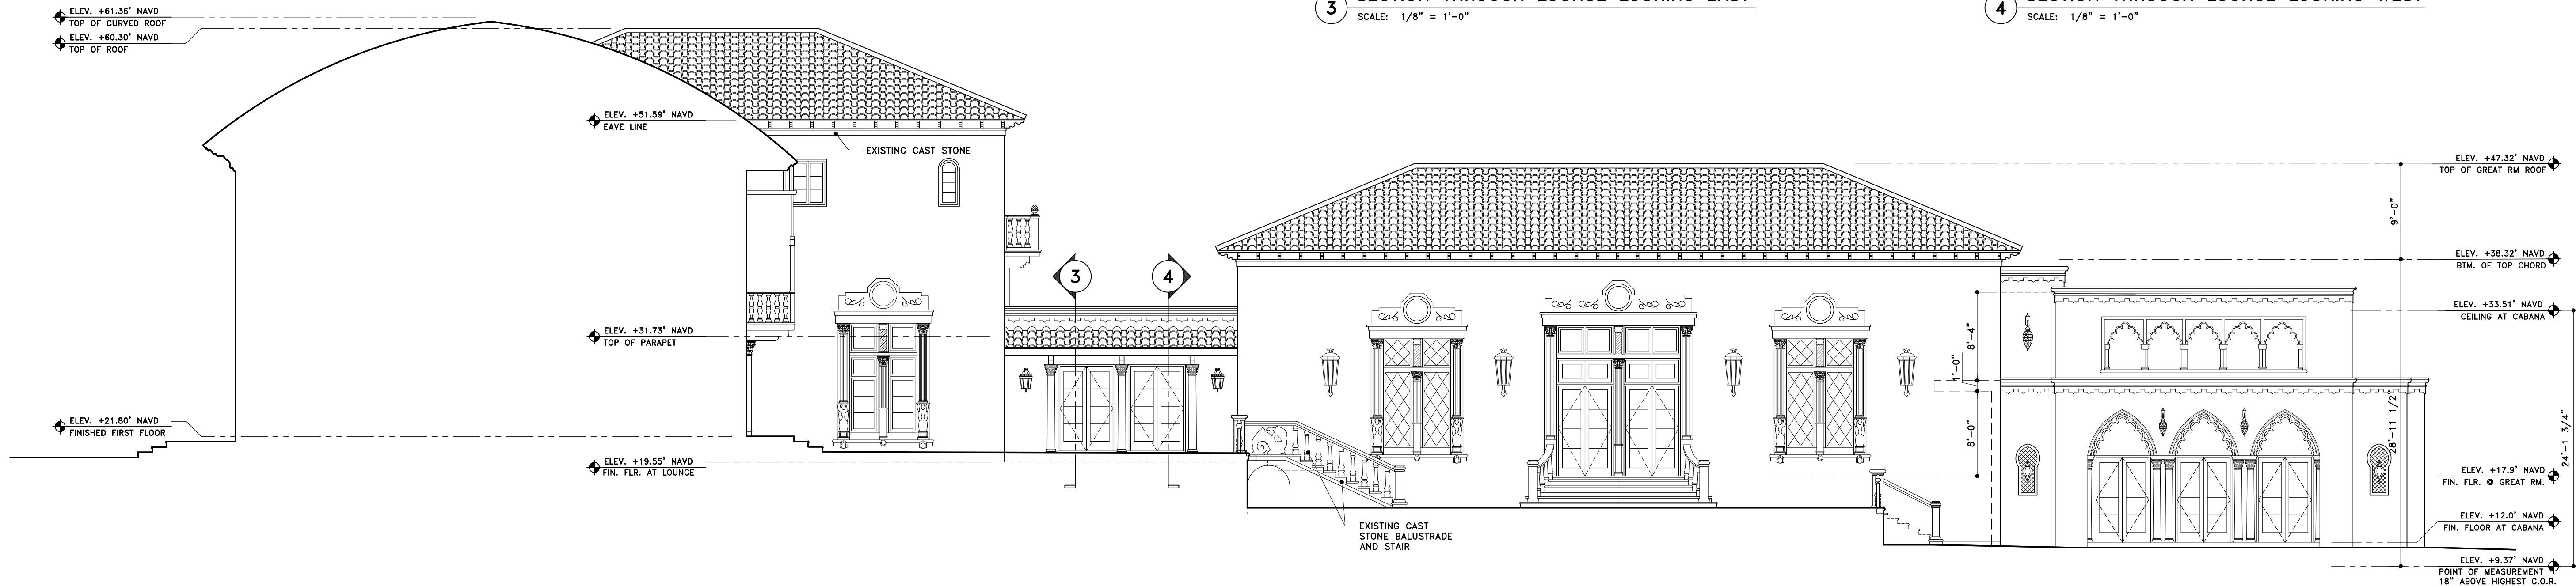 ELEV. +61.36' NAVD
TOP OF CURVED ROOF
ELEV. +60.30' NAVD
TOP OF ROOF
3
SCALE: 1/8" = 1'-0"
4
SCALE: 1/8" = 1'-0"
ELEV. +51.59' NAVD
EAVE LINE
EXISTING CAST STONE
ELEV. +47.32' NAVD
TOP OF GREAT RM ROOF
9'-0"
ELEV. +38.32' NAVD
BTM. OF TOP CHORD
3
4
ELEV. +33.51' NAVD
CEILING AT CABANA
ELEV. +31.73' NAVD
TOP OF PARAPET
8'-4"
1'-0"
8'-0"
28'-11 1/2"
24'-1 3/4"
ELEV. +21.80' NAVD
FINISHED FIRST FLOOR
ELEV. +19.55' NAVD
FIN. FLR. AT LOUNGE
ELEV. +17.9' NAVD
FIN. FLR. @ GREAT RM.
EXISTING CAST
STONE BALUSTRADE
AND STAIR
ELEV. +12.0' NAVD
FIN. FLOOR AT CABANA
ELEV. +9.37' NAVD
POINT OF MEASUREMENT
18" ABOVE HIGHEST C.O.R.